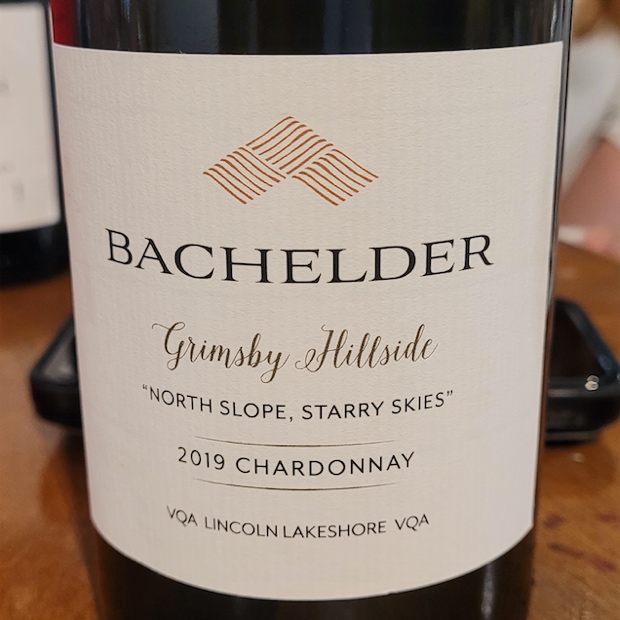 BACHELDER
Grimsby Hillside
“NORTH SLOPE, STARRY SKIES”
2019 CHARDONNAY
VQA LINCOLN LAKESHORE VQA